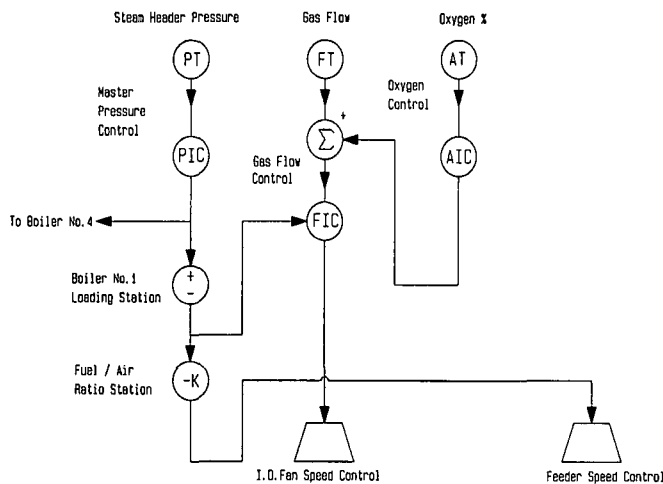 Steam Header Pressure
Gas Flow
Oxygen %
PT
FT
AT
Master
Pressure
Control
Oxygen
Control
+
Σ
PIC
AIC
Gas Flow
Control
FIC
To Boiler No.4
Boiler No.1
Loading Station
+
-
Fuel / Air
Ratio Station
-K
I.D.Fan Speed Control
Feeder Speed Control